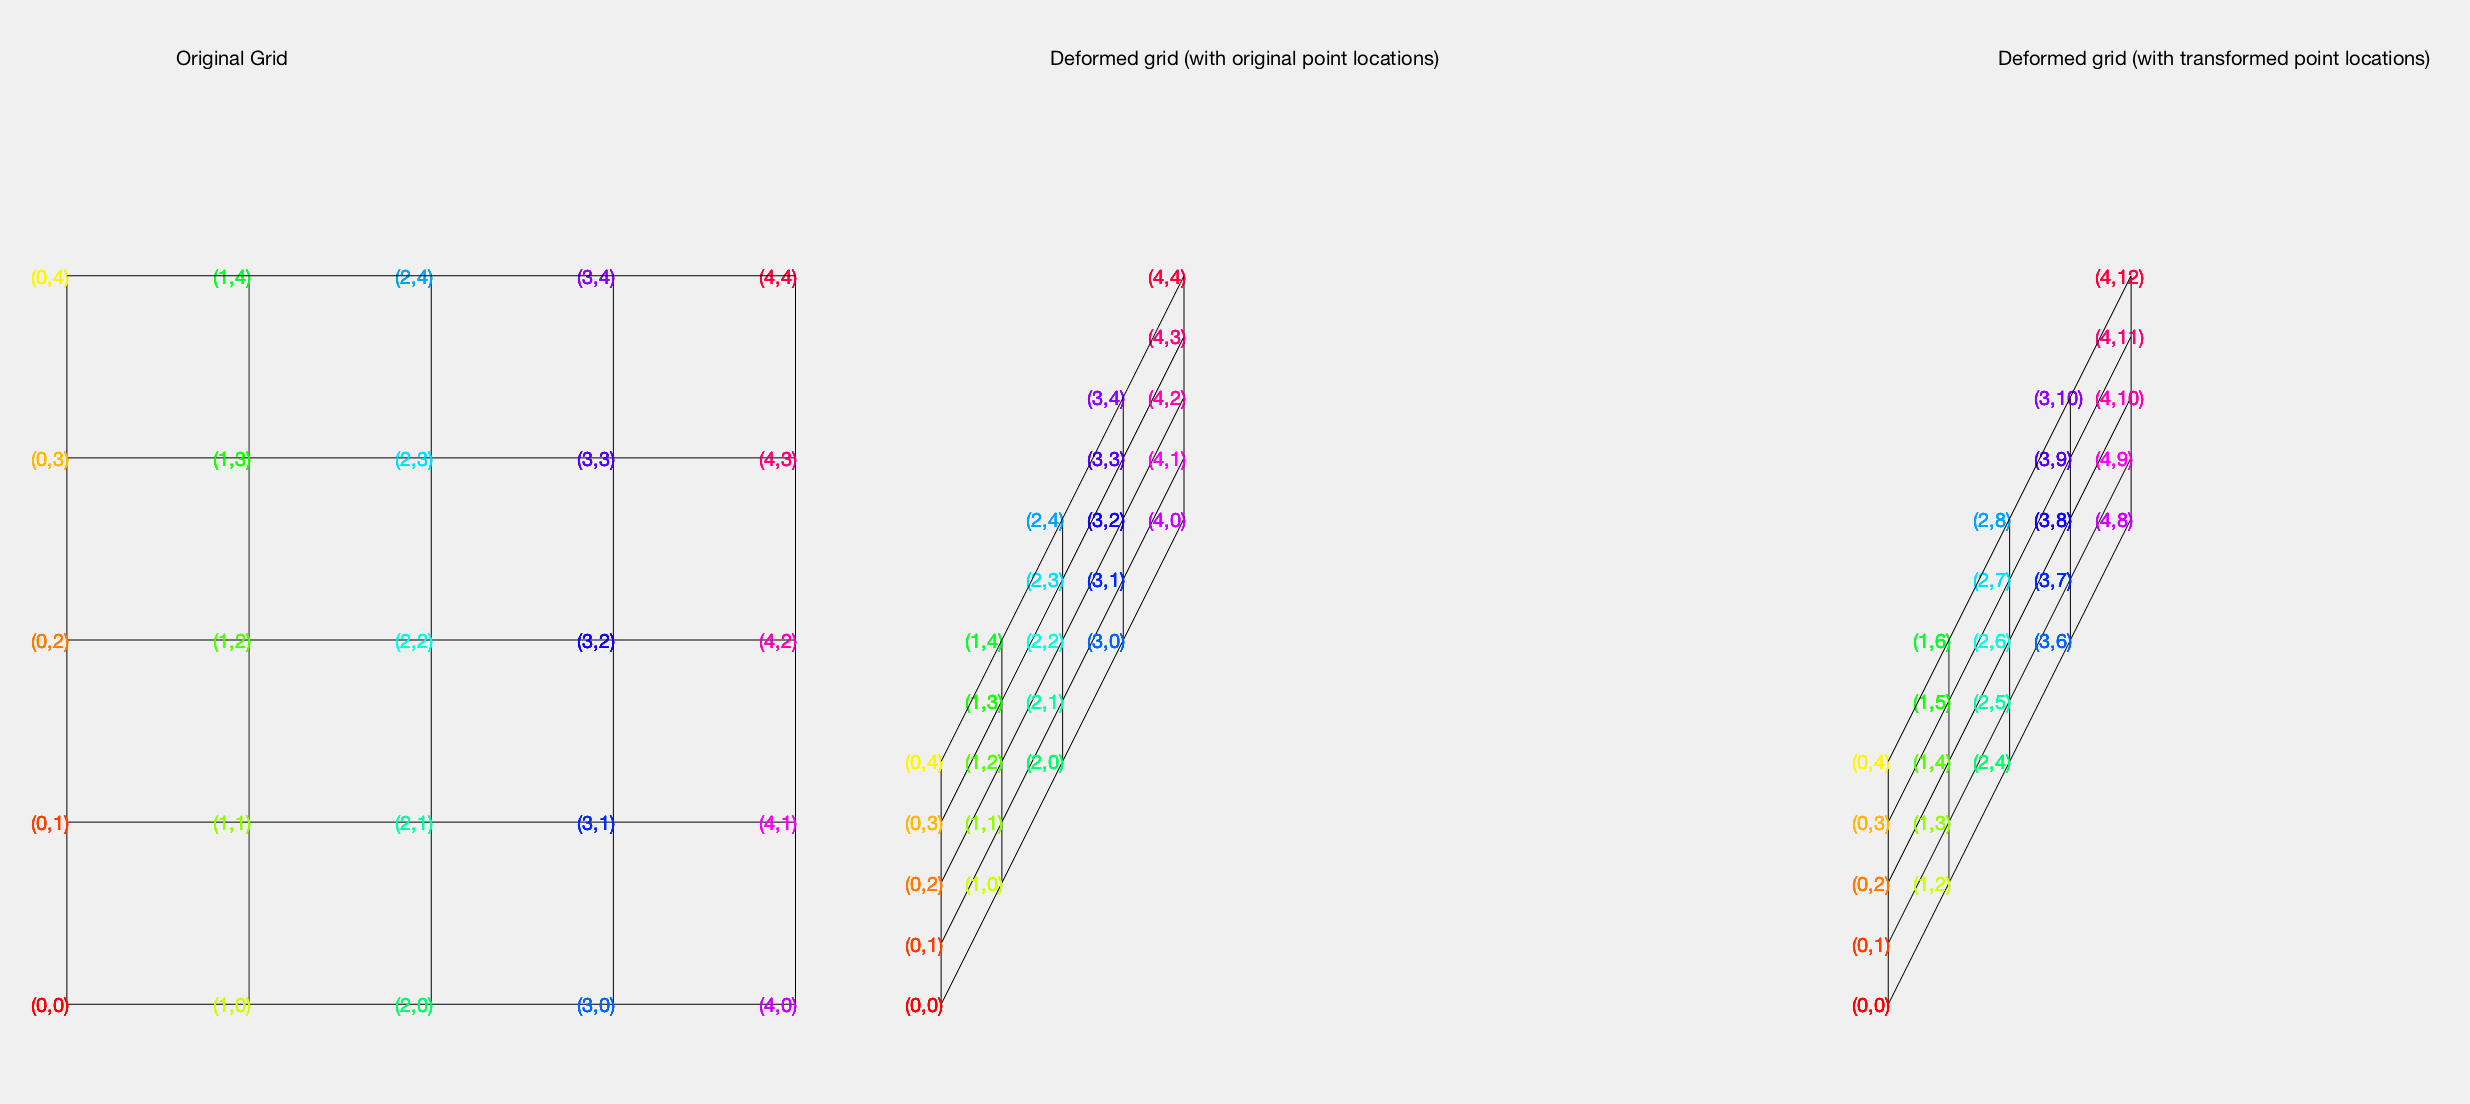 Original Grid
(0,4) (1,4) (2,4) (3,4) (4,4)
(0,3) (1,3) (2,3) (3,3) (4,3)
(0,2) (1,2) (2,2) (3,2) (4,2)
(0,1) (1,1) (2,1) (3,1) (4,1)
(0,0) (1,0) (2,0) (3,0) (4,0)
Deformed grid (with original point locations)
(4,4)
(4,3)
(3,4) (4,2)
(3,3) (4,1)
(2,4) (3,2) (4,0)
(2,3) (3,1)
(1,4) (2,2) (3,0)
(1,3) (2,1)
(0,4) (1,2) (2,0)
(0,3) (1,1)
(0,2) (1,0)
(0,1)
(0,0)
Deformed grid (with transformed point locations)
(4,12)
(4,11)
(3,10) (4,10)
(3,9) (4,9)
(2,8) (3,8) (4,8)
(2,7) (3,7)
(1,6) (2,6) (3,6)
(1,5) (2,5)
(0,4) (1,4) (2,4)
(0,3) (1,3)
(0,2) (1,2)
(0,1)
(0,0)